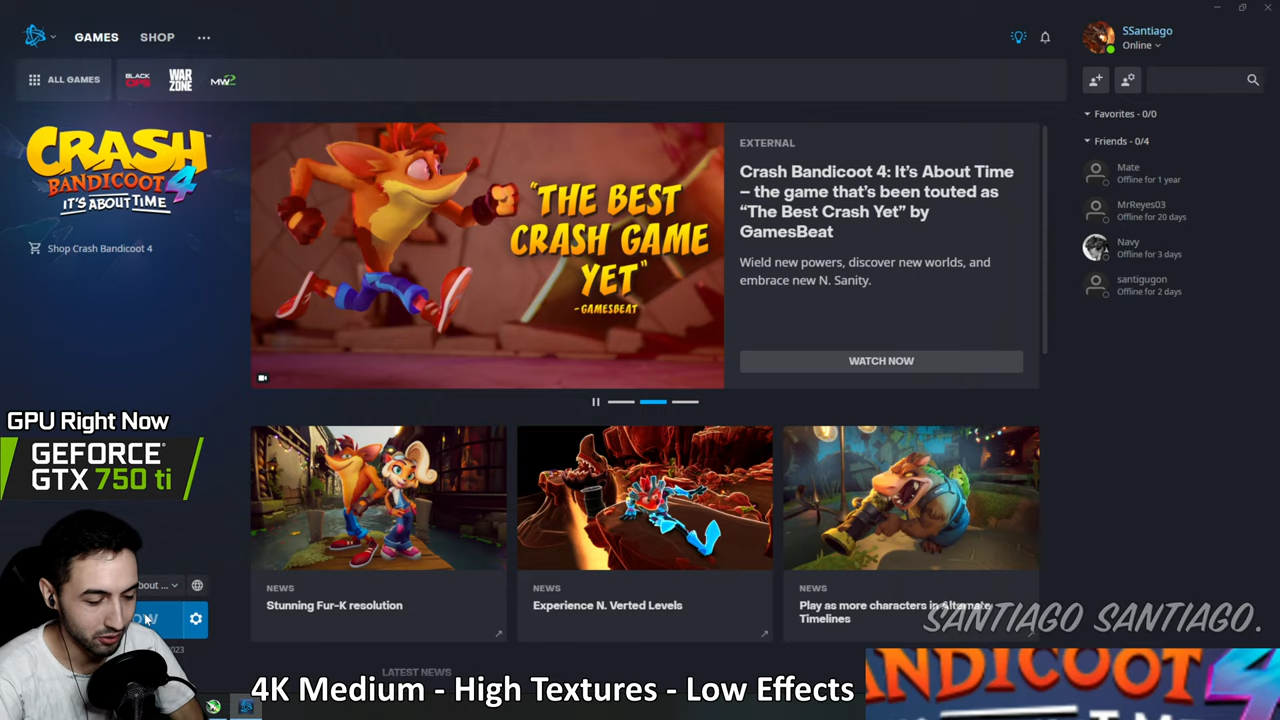 GAMES
SHOP
SSantiago
Online
ALL GAMES
BLACK OPS
WAR ZONE
MW2
Favorites - 0/0
Friends - 0/4
Mate
Offline for 1 year
MrReyes03
Offline for 20 days
Navy
Offline for 3 days
santigugon
Offline for 2 days
CRASH
BANDICOOT 4
IT'S ABOUT TIME
Shop Crash Bandicoot 4
"THE BEST
CRASH GAME
YET"
-GAMESBEAT
EXTERNAL
Crash Bandicoot 4: It's About Time
– the game that's been touted as
"The Best Crash Yet" by
GamesBeat
Wield new powers, discover new worlds, and
embrace new N. Sanity.
WATCH NOW
GPU Right Now
GEFORCE
GTX 750 ti
NEWS
Stunning Fur-K resolution
NEWS
Experience N. Verted Levels
NEWS
Play as more characters in Alternate
Timelines
bout ...
OW
2023
LATEST NEWS
SANTIAGO SANTIAGO.
4K Medium - High Textures - Low Effects
ANDICOOT 4